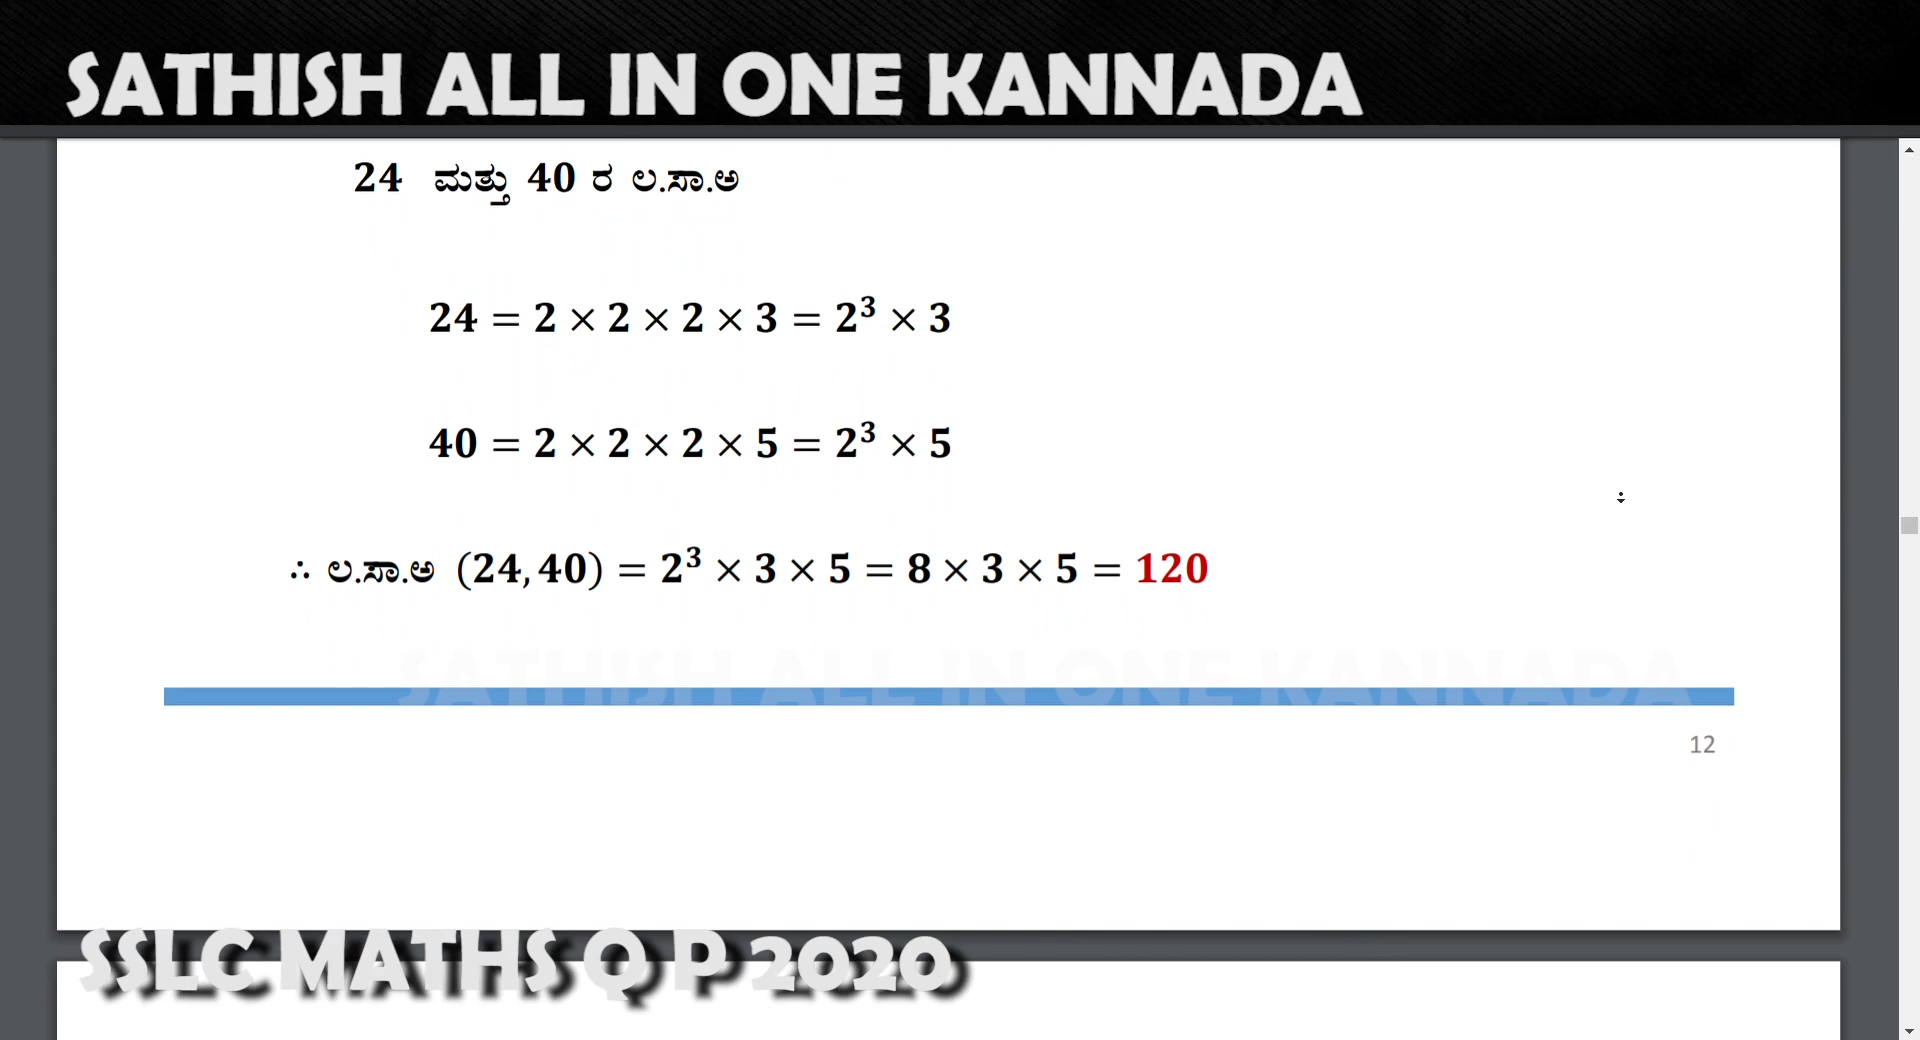 SATHISH ALL IN ONE KANNADA
24 ಮತ್ತು 40 ರ ಲ.ಸಾ.ಅ
24 = 2 × 2 × 2 × 3 = 2³ × 3
40 = 2 × 2 × 2 × 5 = 2³ × 5
∴ ಲ.ಸಾ.ಅ (24, 40) = 2³ × 3 × 5 = 8 × 3 × 5 = 120
SATHISH ALL IN ONE KANNADA
12
SSLC MATHS Q P 2020